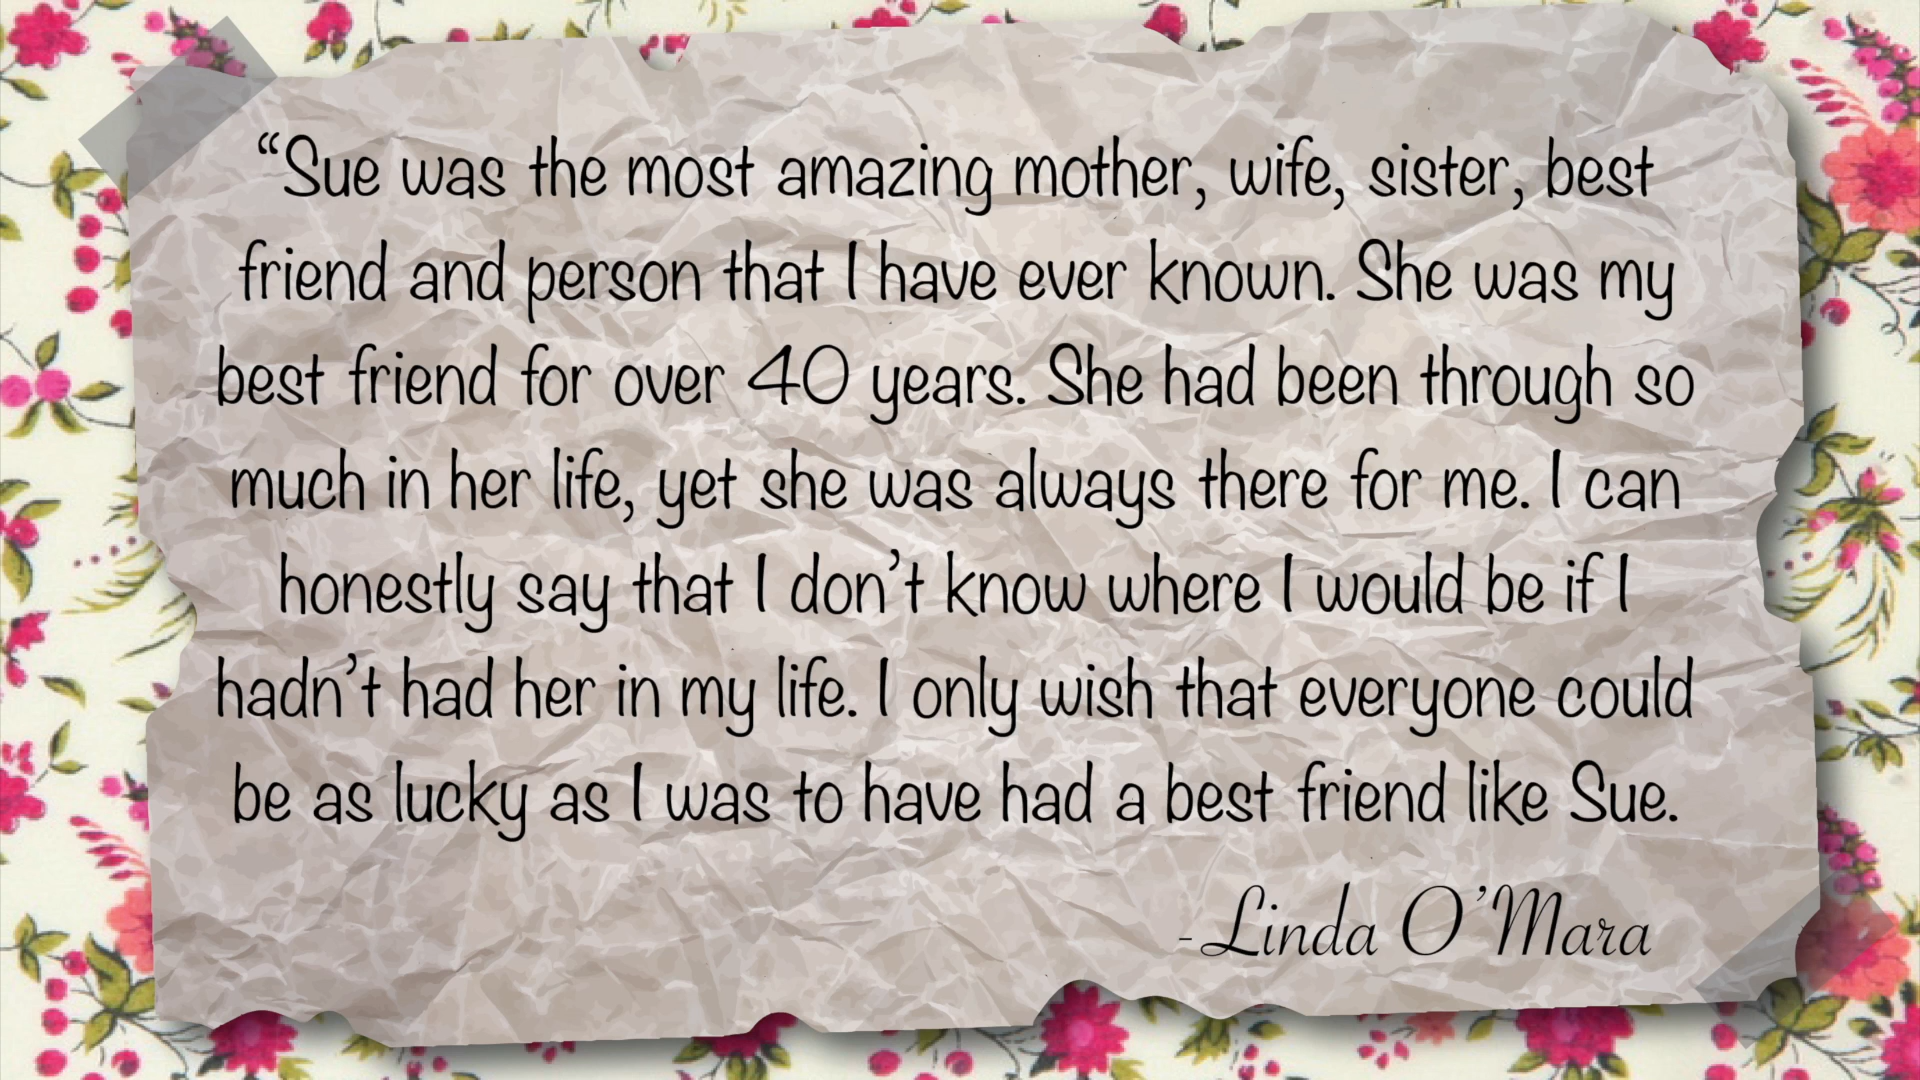 “Sue was the most amazing mother, wife, sister, best
friend and person that I have ever known. She was my
best friend for over 40 years. She had been through so
much in her life, yet she was always there for me. I can
honestly say that I don’t know where I would be if I
hadn’t had her in my life. I only wish that everyone could
be as lucky as I was to have had a best friend like Sue.
-Linda O’Mara